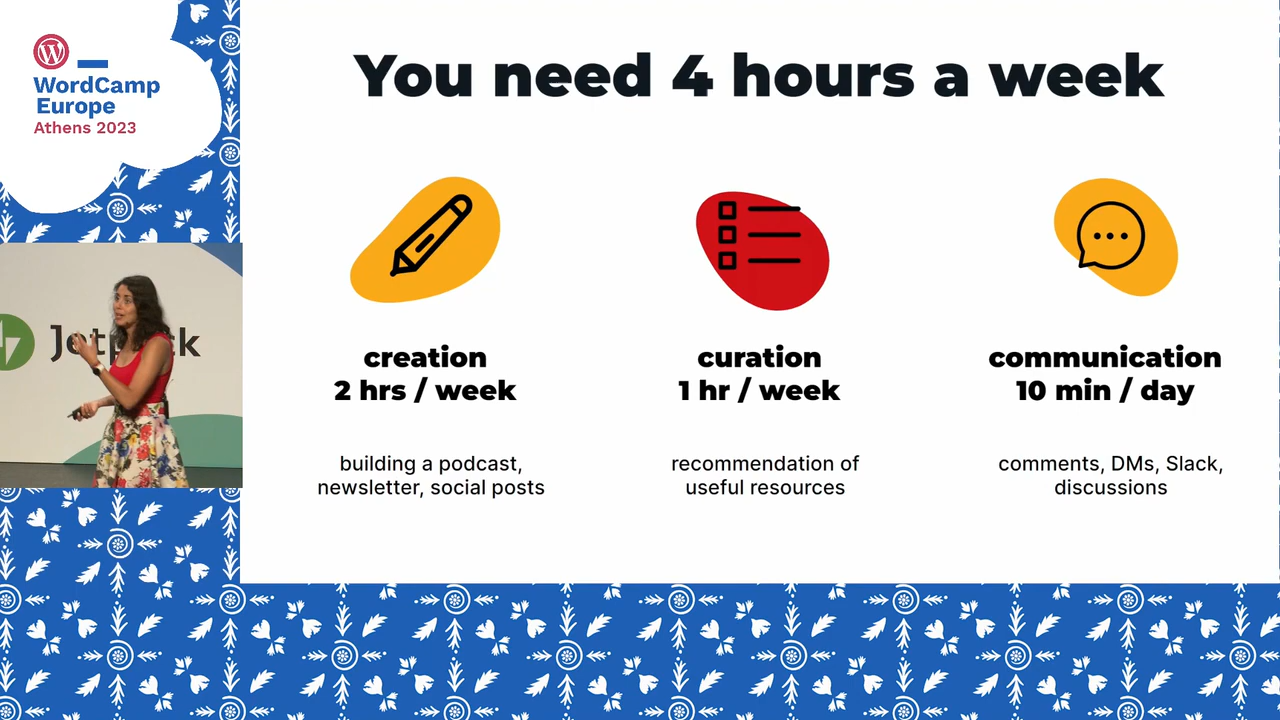 WordCamp
Europe
Athens 2023
Jetpack
You need 4 hours a week
creation
2 hrs / week
building a podcast,
newsletter, social posts
curation
1 hr / week
recommendation of
useful resources
communication
10 min / day
comments, DMs, Slack,
discussions